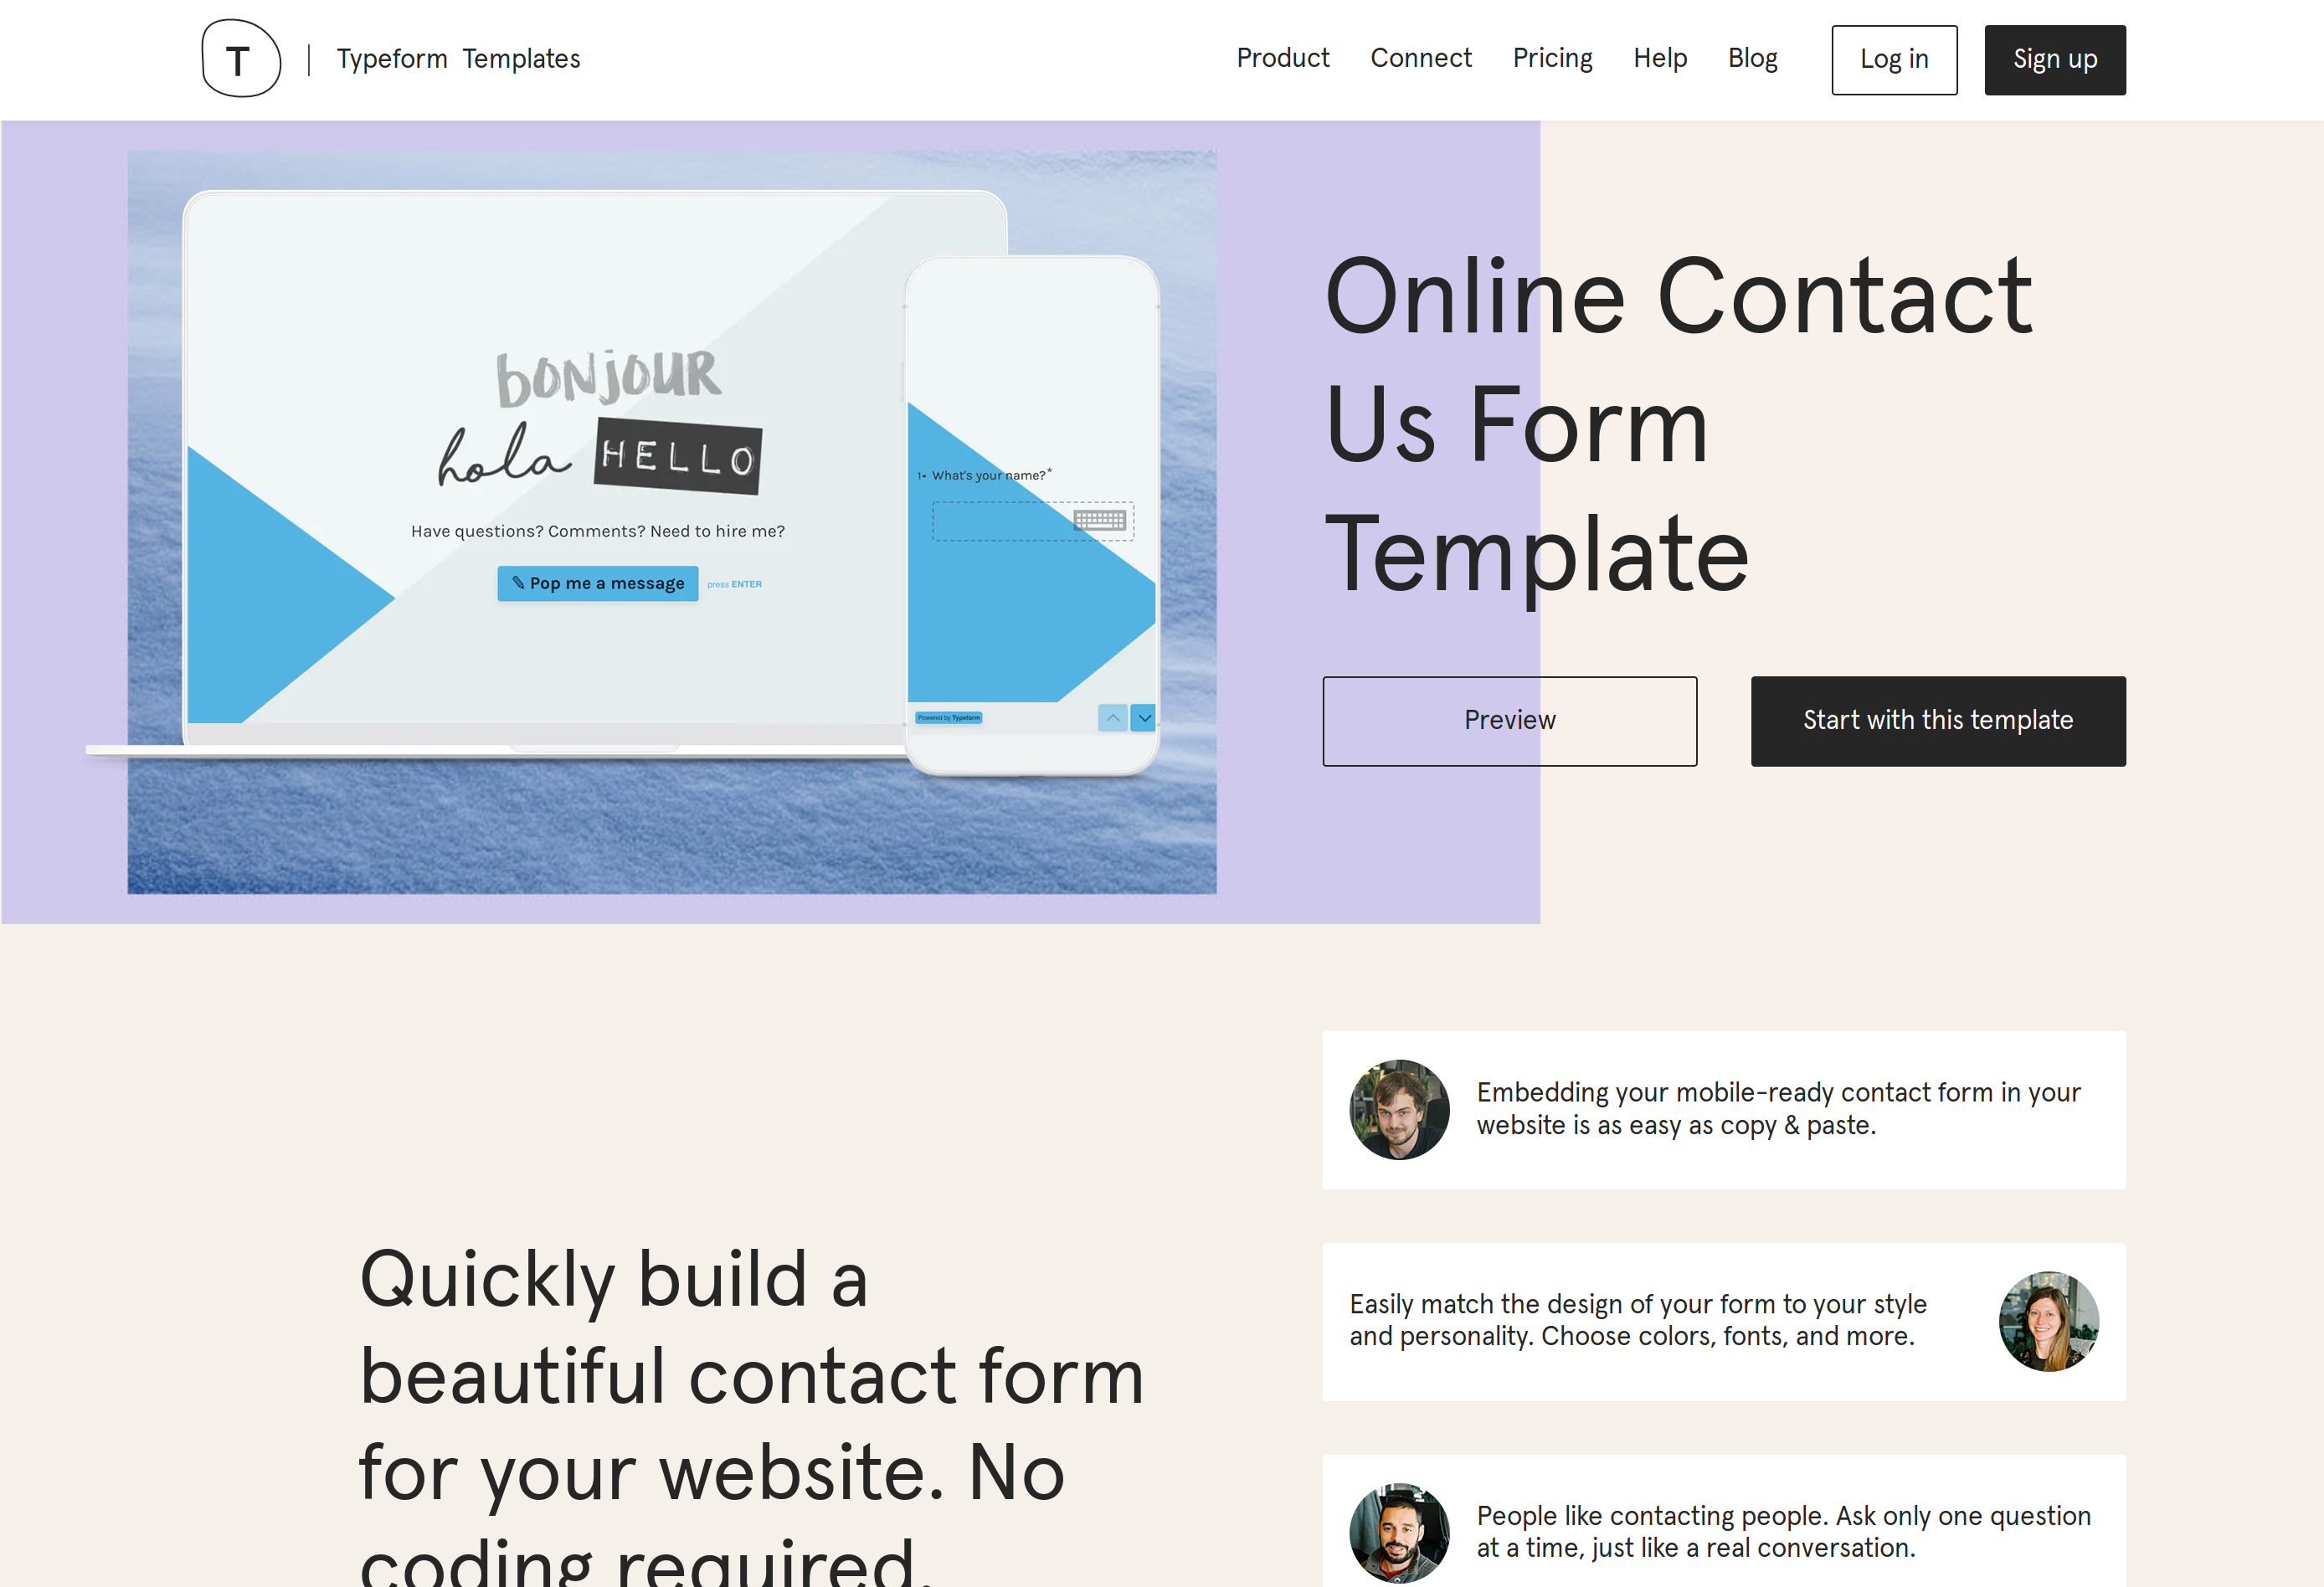 T
Typeform Templates
Product Connect Pricing Help Blog Log in Sign up
bonjour
hola HELLO
Have questions? Comments? Need to hire me?
✎ Pop me a message press ENTER
1→ What's your name?*
Powered by Typeform
Online Contact
Us Form
Template
Preview
Start with this template
Quickly build a
beautiful contact form
for your website. No
coding required.
Embedding your mobile-ready contact form in your
website is as easy as copy & paste.
Easily match the design of your form to your style
and personality. Choose colors, fonts, and more.
People like contacting people. Ask only one question
at a time, just like a real conversation.